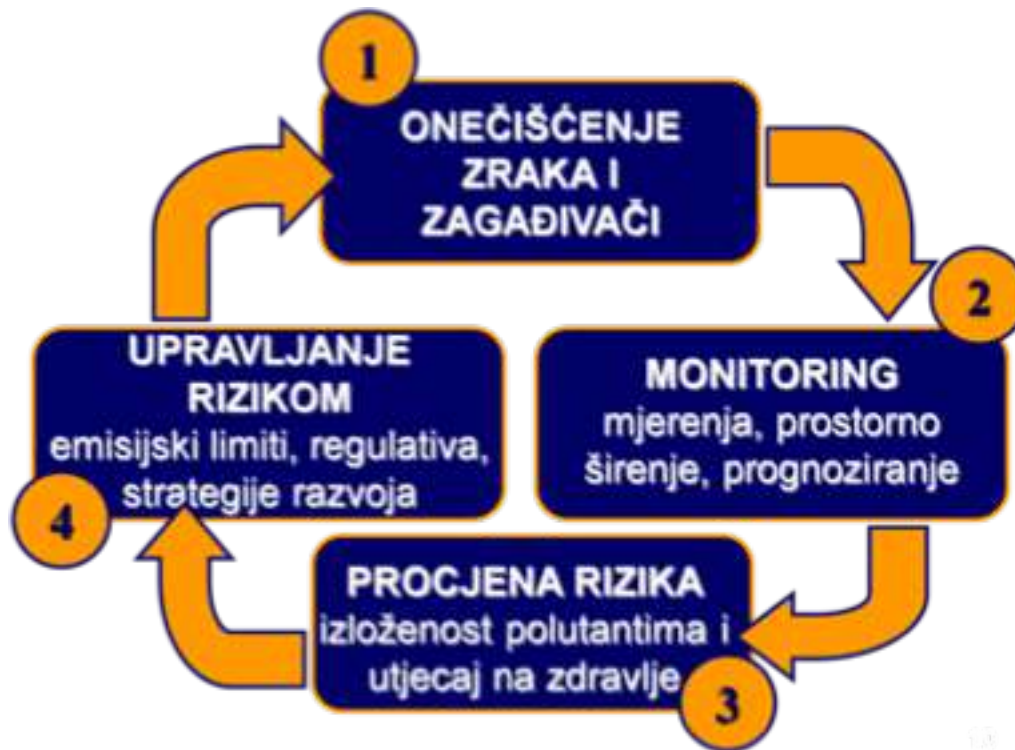 1
ONEČIŠĆENJE
ZRAKA I
ZAGAĐIVAČI
2
MONITORING
mjerenja, prostorno
širenje, prognoziranje
3
PROCJENA RIZIKA
izloženost polutantima i
utjecaj na zdravlje
4
UPRAVLJANJE
RIZIKOM
emisijski limiti, regulativa,
strategije razvoja